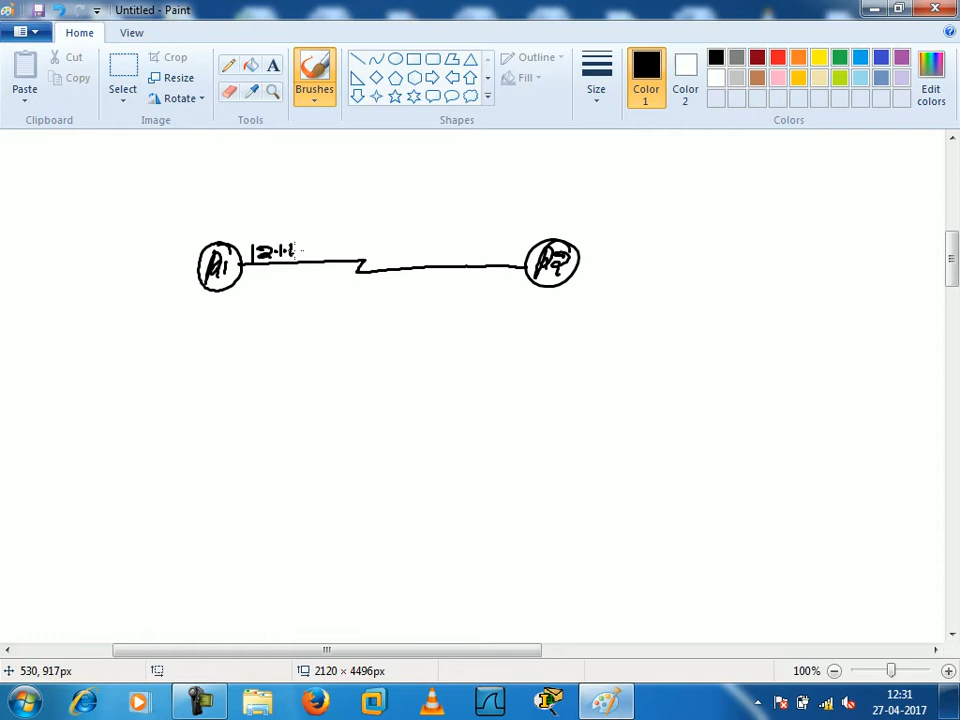 Untitled - Paint
Home
View
Paste
Cut
Copy
Clipboard
Select
Crop
Resize
Rotate
Image
Tools
Brushes
Outline
Fill
Shapes
Size
Color 1
Color 2
Edit colors
Colors
R1
530, 917px
2120 × 4496px
100%
12:31
27-04-2017